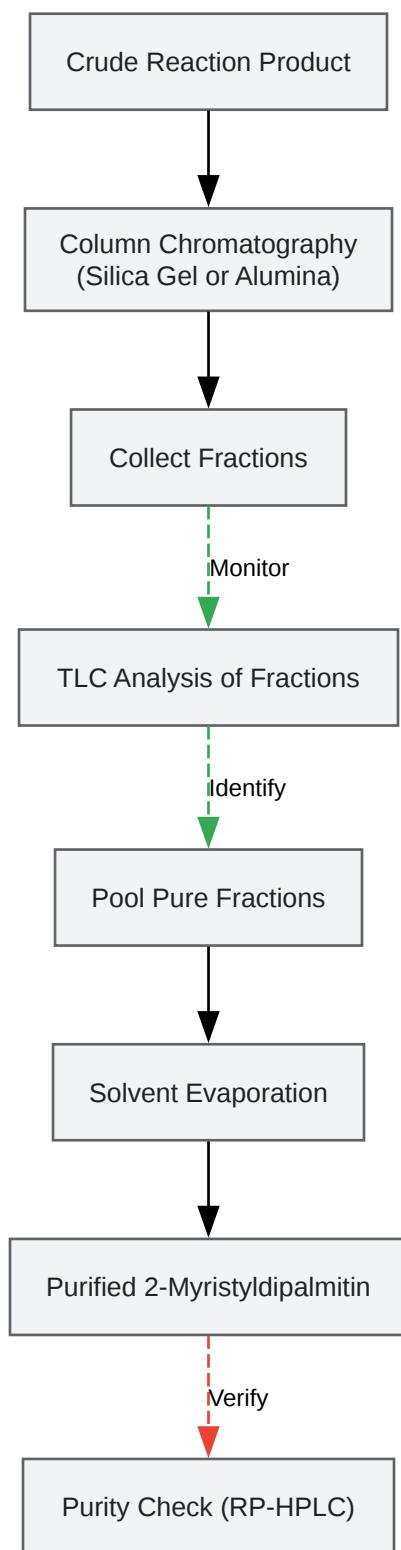 Crude Reaction Product
Column Chromatography
(Silica Gel or Alumina)
Collect Fractions
Monitor
TLC Analysis of Fractions
Identify
Pool Pure Fractions
Solvent Evaporation
Purified 2-Myristyldipalmitin
Verify
Purity Check (RP-HPLC)